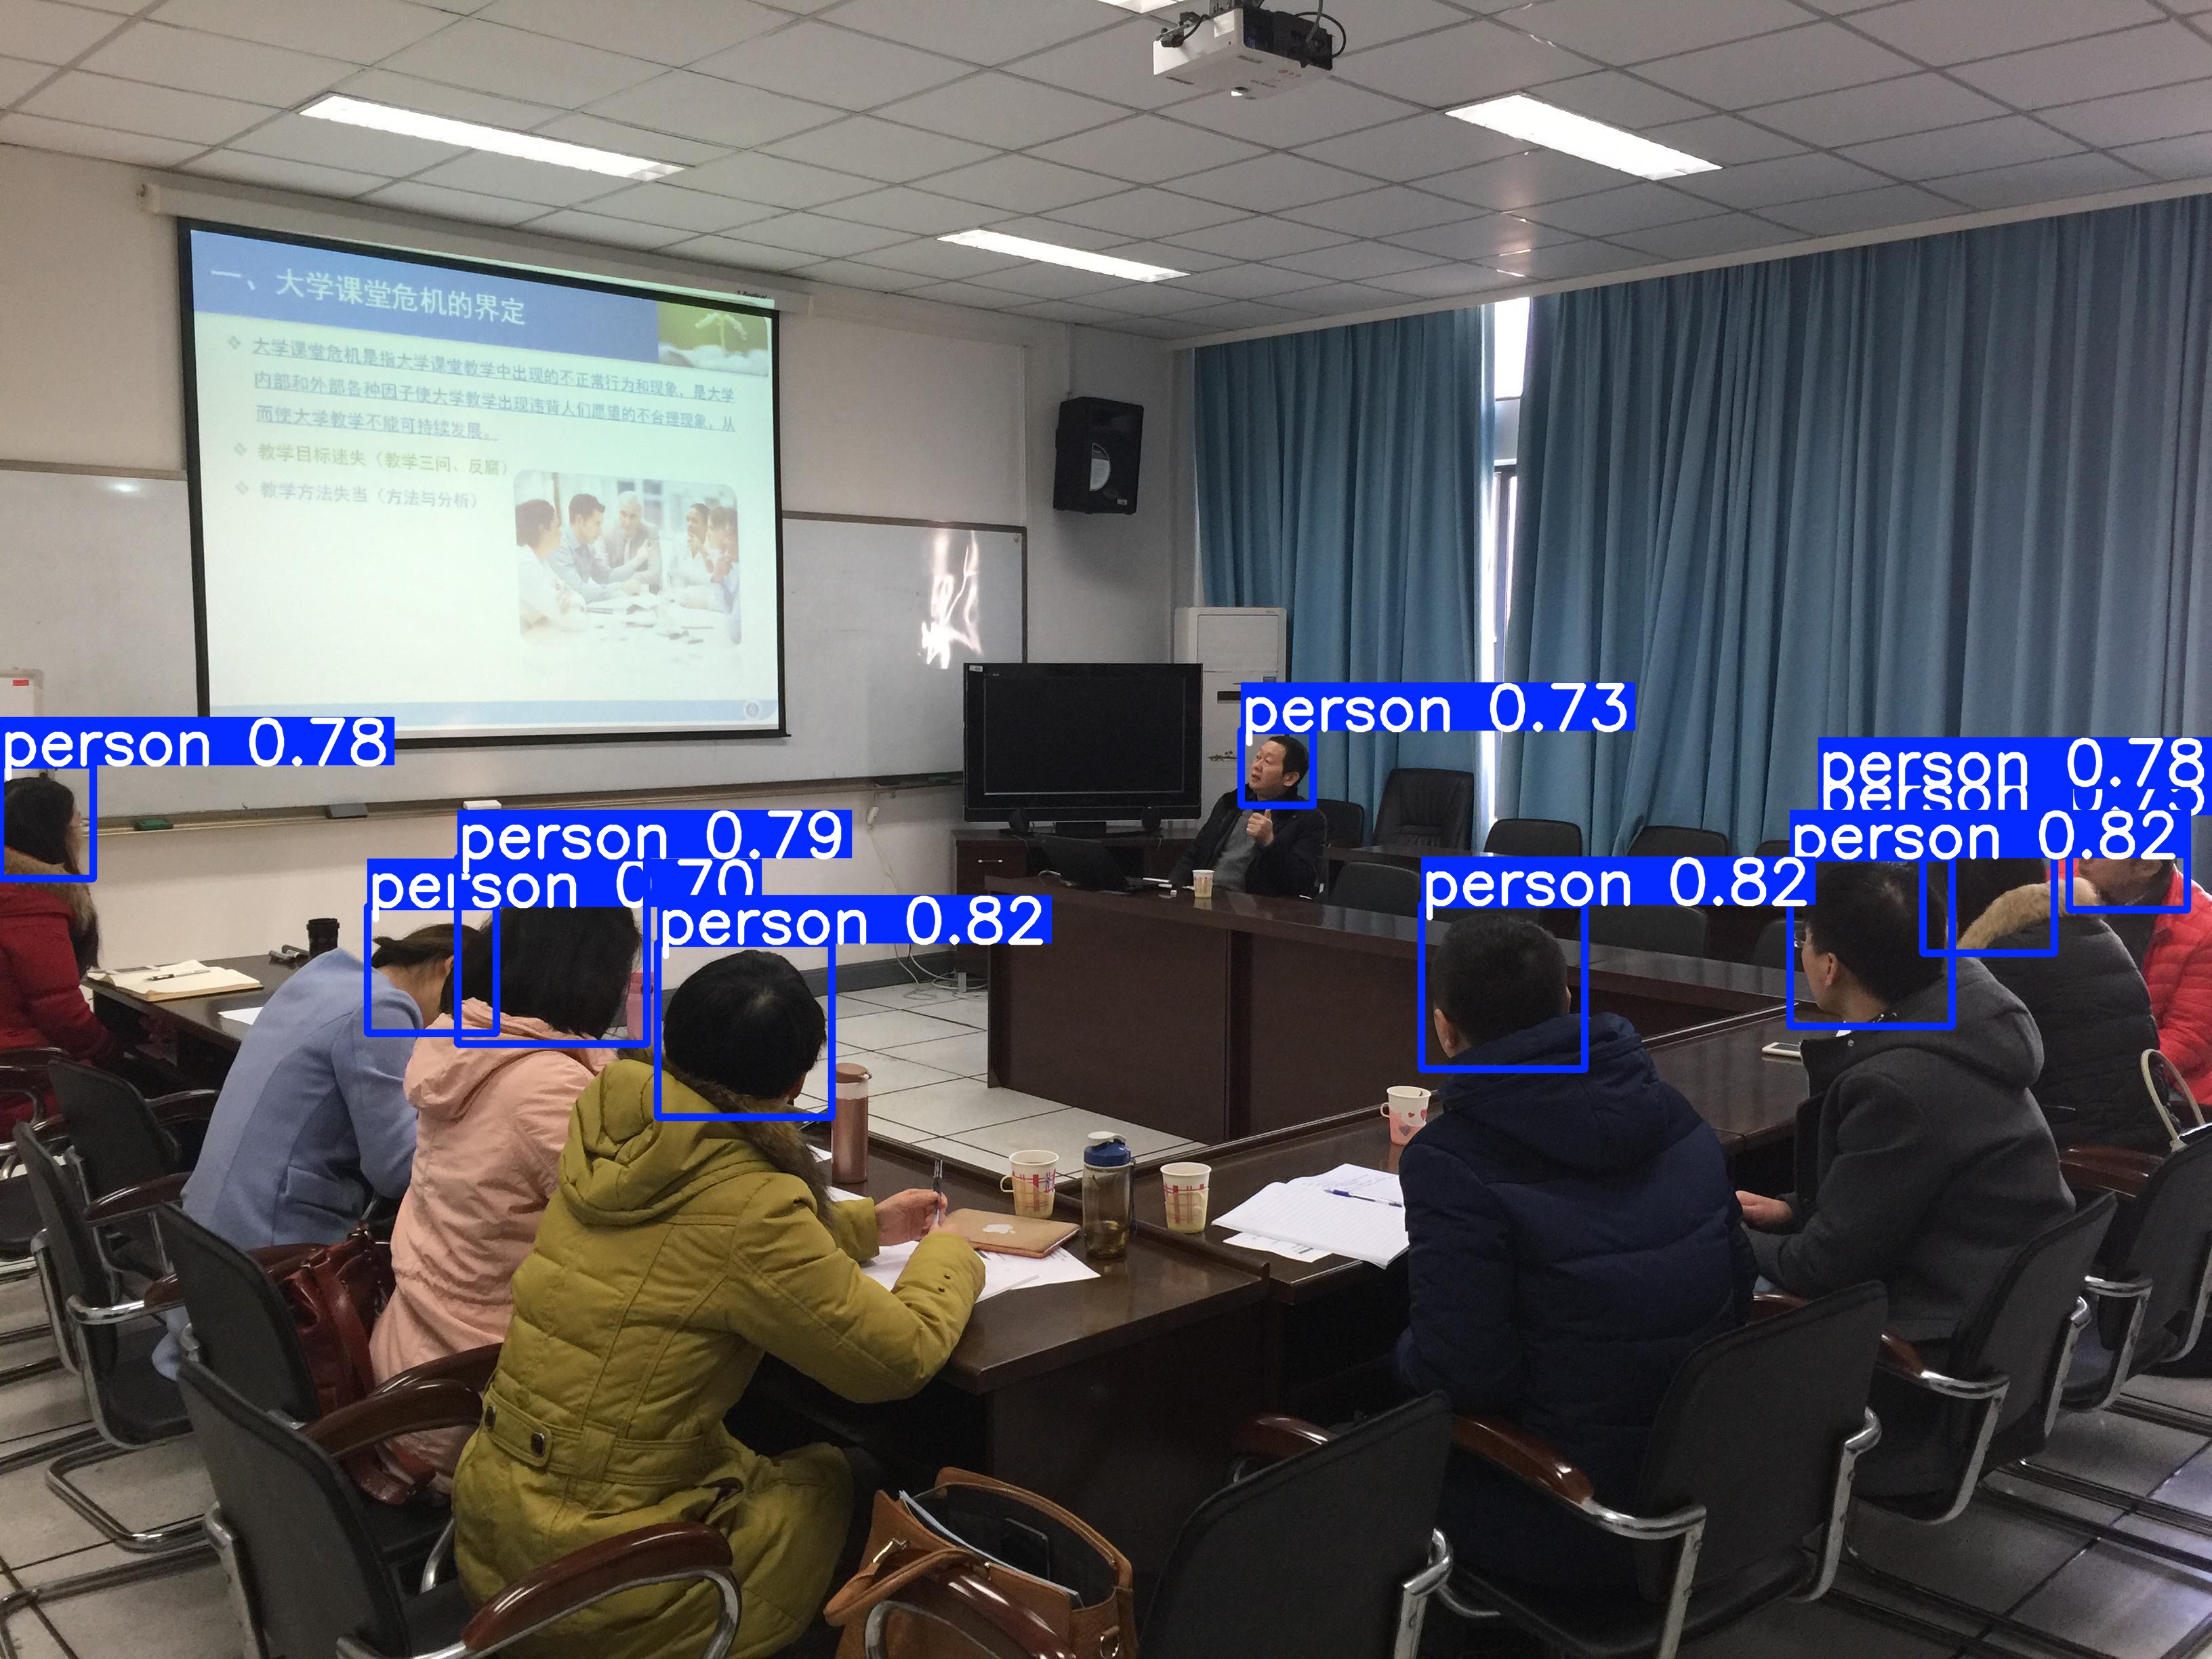 一、大学课堂危机的界定
大学课堂危机是指大学课堂教学中出现的不正常行为和现象，是大学
内部和外部各种因子使大学教学出现违背人们愿望的不合理现象，从
而使大学教学不能可持续发展。
教学目标迷失（教学三问、反腐）
教学方法失当（方法与分析）
person 0.78
person 0.73
person 0.78
person
person 0.82
person 0.79
person 0.70
person 0.82
person 0.82